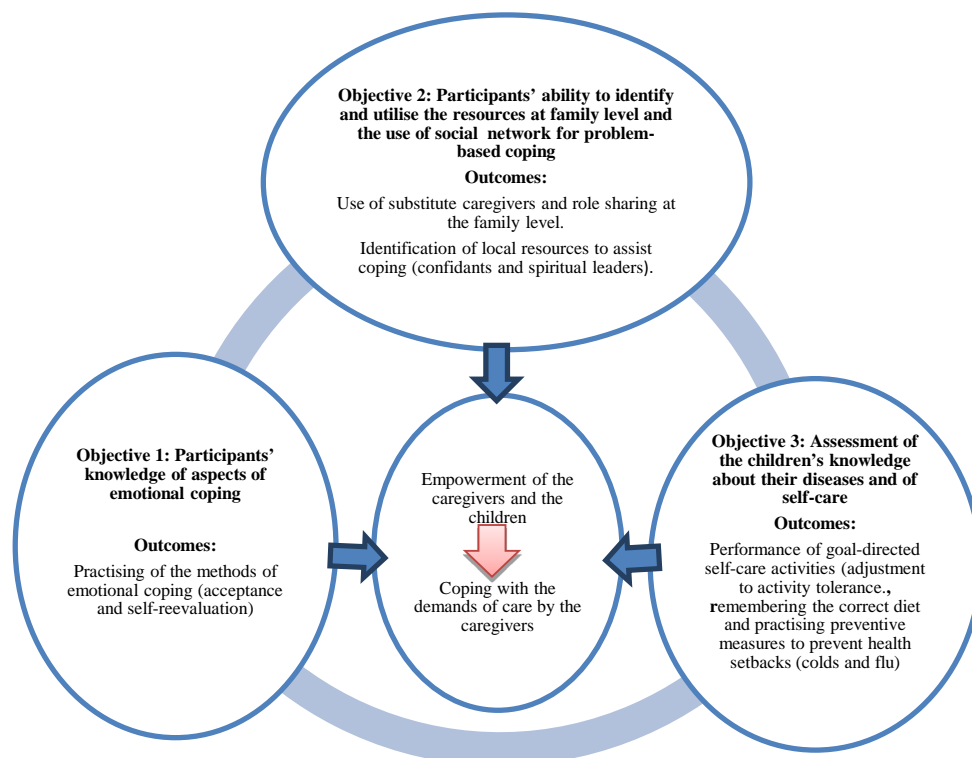 Objective 2: Participants’ ability to identify
and utilise the resources at family level and
the use of social network for problem-
based coping
Outcomes:
Use of substitute caregivers and role sharing at
the family level.
Identification of local resources to assist
coping (confidants and spiritual leaders).
Objective 1: Participants’
knowledge of aspects of
emotional coping
Outcomes:
Practising of the methods of
emotional coping (acceptance
and self-reevaluation)
Empowerment of the
caregivers and the
children
Coping with the
demands of care by the
caregivers
Objective 3: Assessment of
the children’s knowledge
about their diseases and of
self-care
Outcomes:
Performance of goal-directed
self-care activities (adjustment
to activity tolerance.,
remembering the correct diet
and practising preventive
measures to prevent health
setbacks (colds and flu)